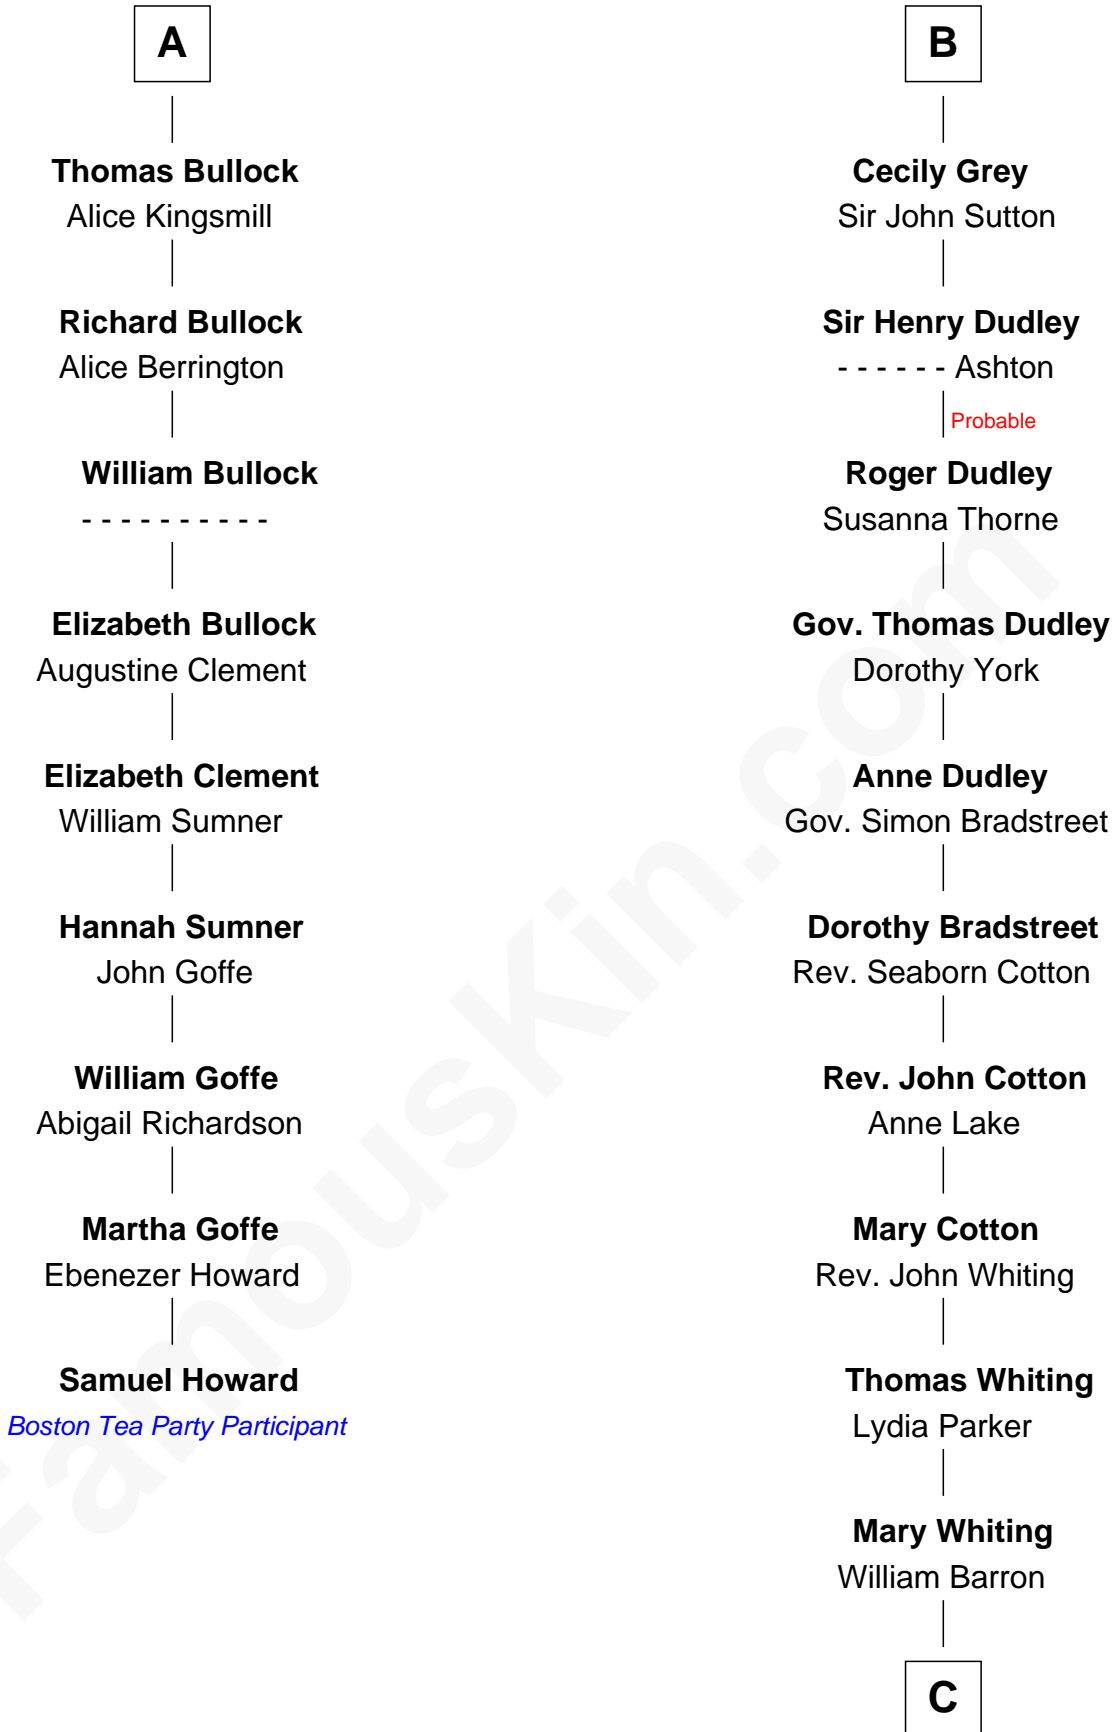 A
Thomas Bullock
Alice Kingsmill
Richard Bullock
Alice Berrington
William Bullock
- - - - - - - - - -
Elizabeth Bullock
Augustine Clement
Elizabeth Clement
William Sumner
Hannah Sumner
John Goffe
William Goffe
Abigail Richardson
Martha Goffe
Ebenezer Howard
Samuel Howard
Boston Tea Party Participant
B
Cecily Grey
Sir John Sutton
Sir Henry Dudley
- - - - - - Ashton
Probable
Roger Dudley
Susanna Thorne
Gov. Thomas Dudley
Dorothy York
Anne Dudley
Gov. Simon Bradstreet
Dorothy Bradstreet
Rev. Seaborn Cotton
Rev. John Cotton
Anne Lake
Mary Cotton
Rev. John Whiting
Thomas Whiting
Lydia Parker
Mary Whiting
William Barron
C
FamousKin.com